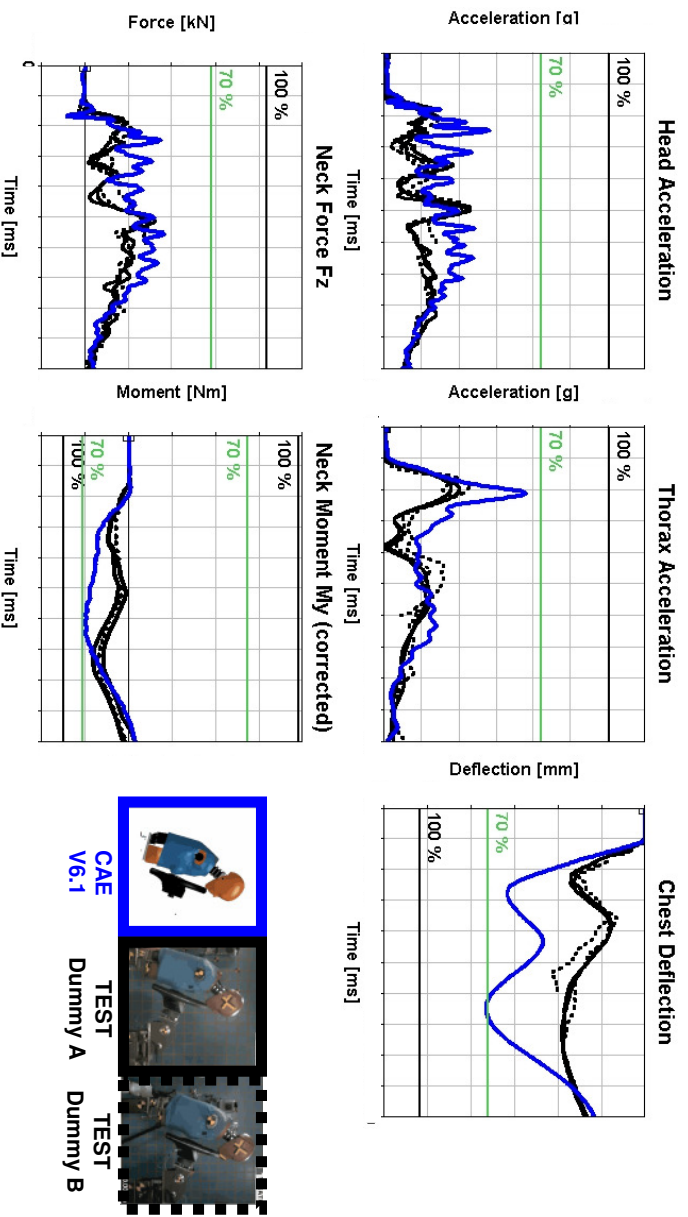 Head Acceleration
Acceleration [g]
100 %
70 %
Time [ms]
Thorax Acceleration
Acceleration [g]
100 %
70 %
Time [ms]
Chest Deflection
Deflection [mm]
70 %
100 %
Time [ms]
Neck Force Fz
Force [kN]
100 %
70 %
0
Time [ms]
Neck Moment My (corrected)
Moment [Nm]
100 %
70 %
70 %
100 %
Time [ms]
CAE
V6.1
TEST
Dummy A
TEST
Dummy B